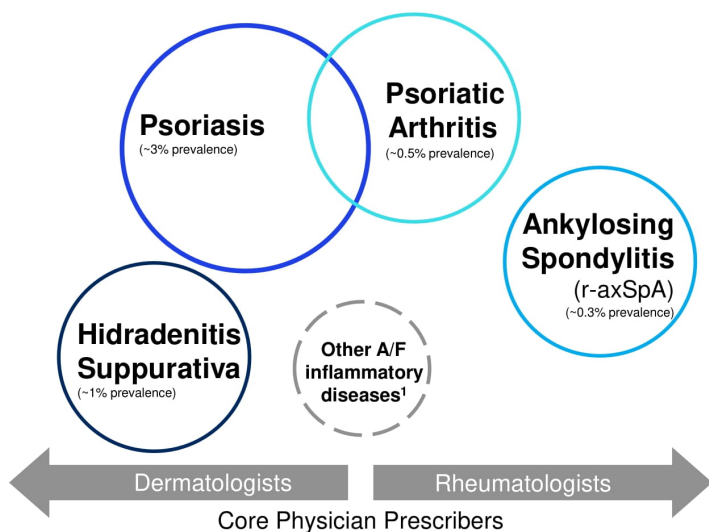 Psoriasis
(~3% prevalence)
Psoriatic
Arthritis
(~0.5% prevalence)
Ankylosing
Spondylitis
(r-axSpA)
(~0.3% prevalence)
Hidradenitis
Suppurativa
(~1% prevalence)
Other A/F
inflammatory
diseases¹
Dermatologists
Rheumatologists
Core Physician Prescribers